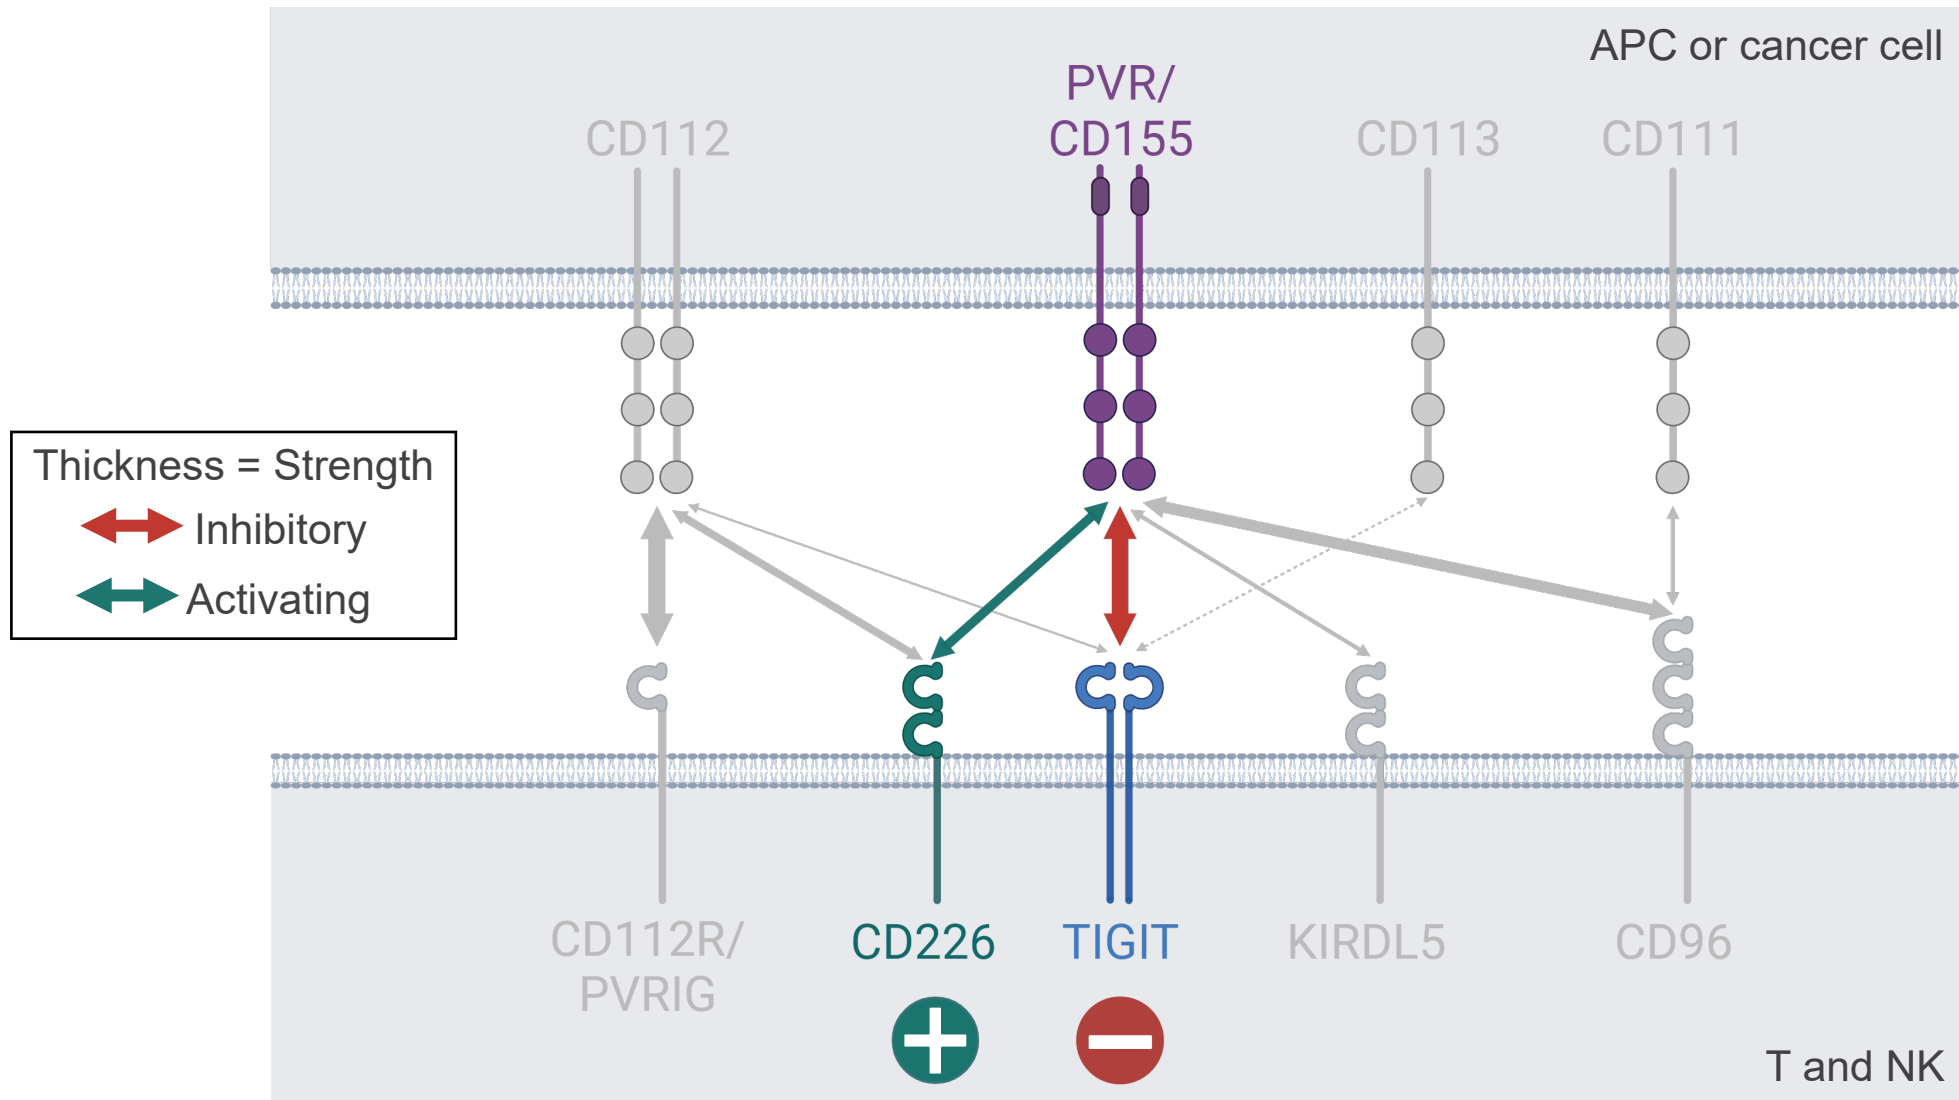 APC or cancer cell
PVR/
CD112
CD155
CD113
CD111
Thickness = Strength
Inhibitory
Activating
CD112R/
PVRIG
CD226
TIGIT
KIRDL5
CD96
T and NK